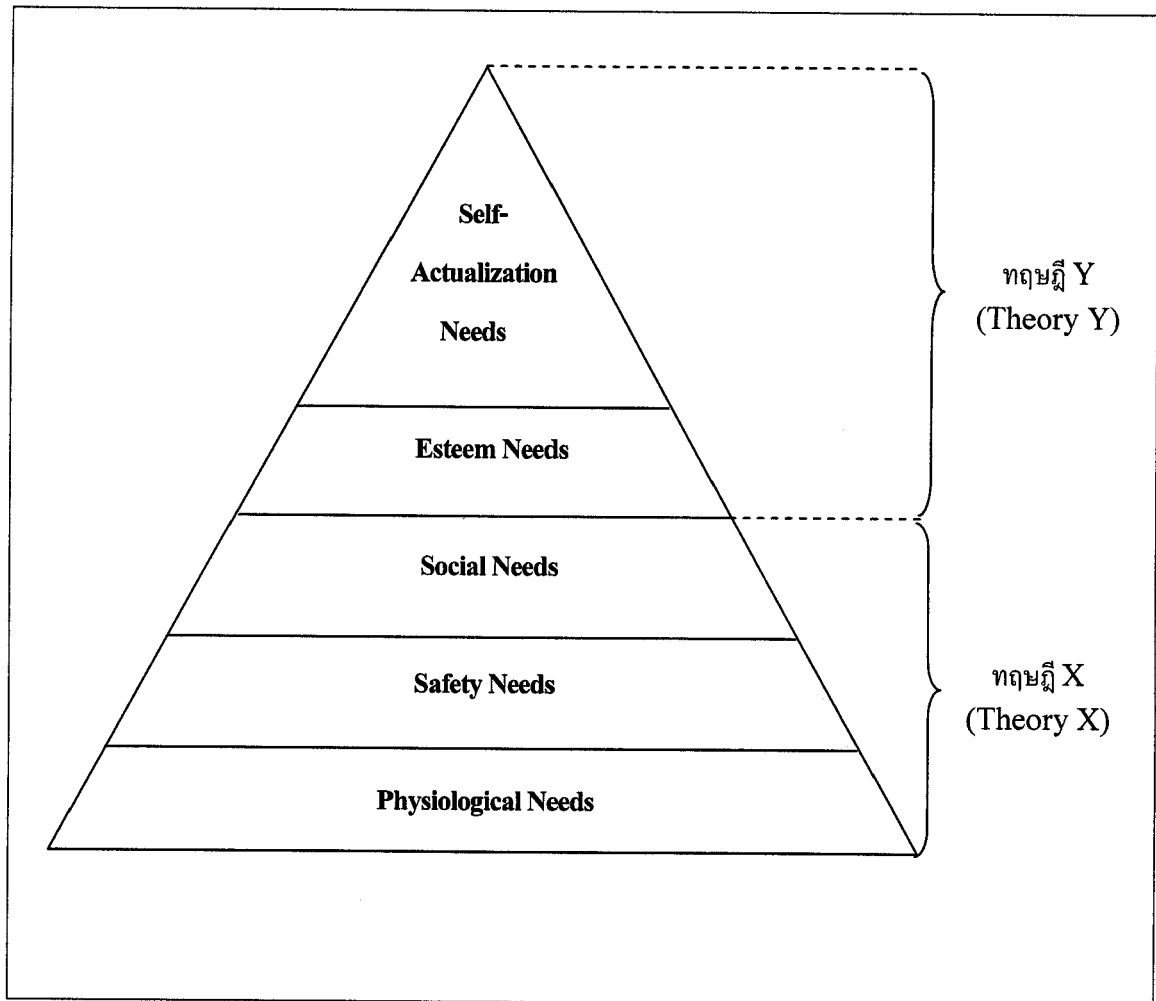 Self-
Actualization
Needs
Esteem Needs
Social Needs
Safety Needs
Physiological Needs
ทฤษฎี Y
(Theory Y)
ทฤษฎี X
(Theory X)